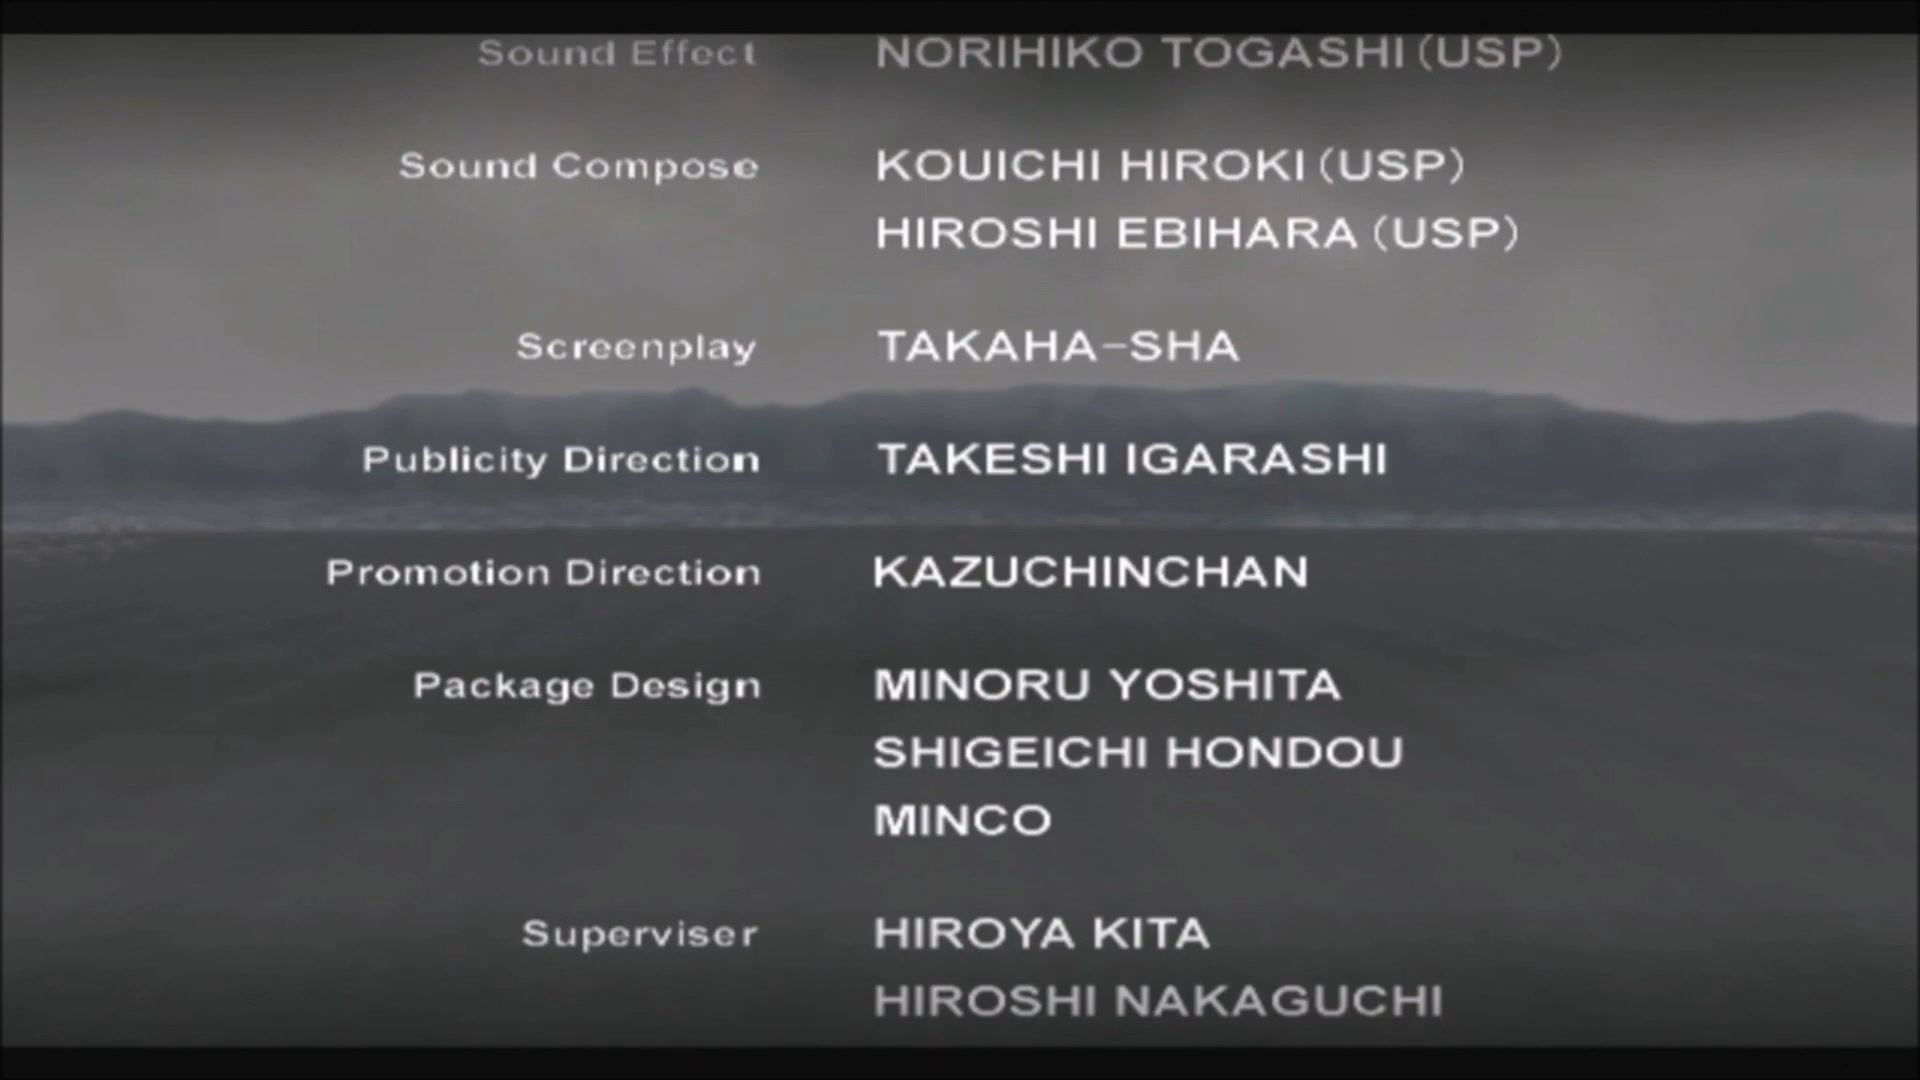 Sound Effect NORIHIKO TOGASHI (USP)
Sound Compose KOUICHI HIROKI (USP)
HIROSHI EBIHARA (USP)
Screenplay TAKAHA-SHA
Publicity Direction TAKESHI IGARASHI
Promotion Direction KAZUCHINCHAN
Package Design MINORU YOSHITA
SHIGEICHI HONDOU
MINCO
Superviser HIROYA KITA
HIROSHI NAKAGUCHI